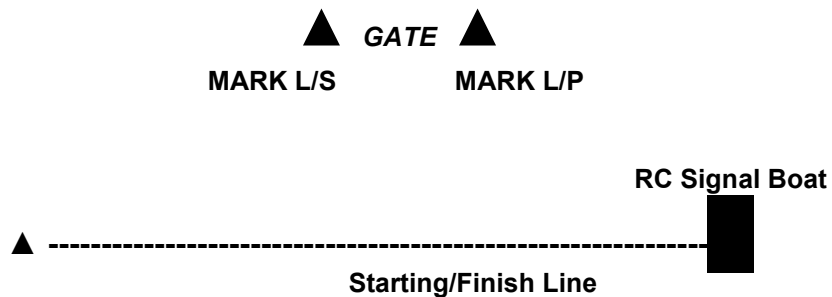 GATE
MARK L/S MARK L/P
RC Signal Boat
Starting/Finish Line